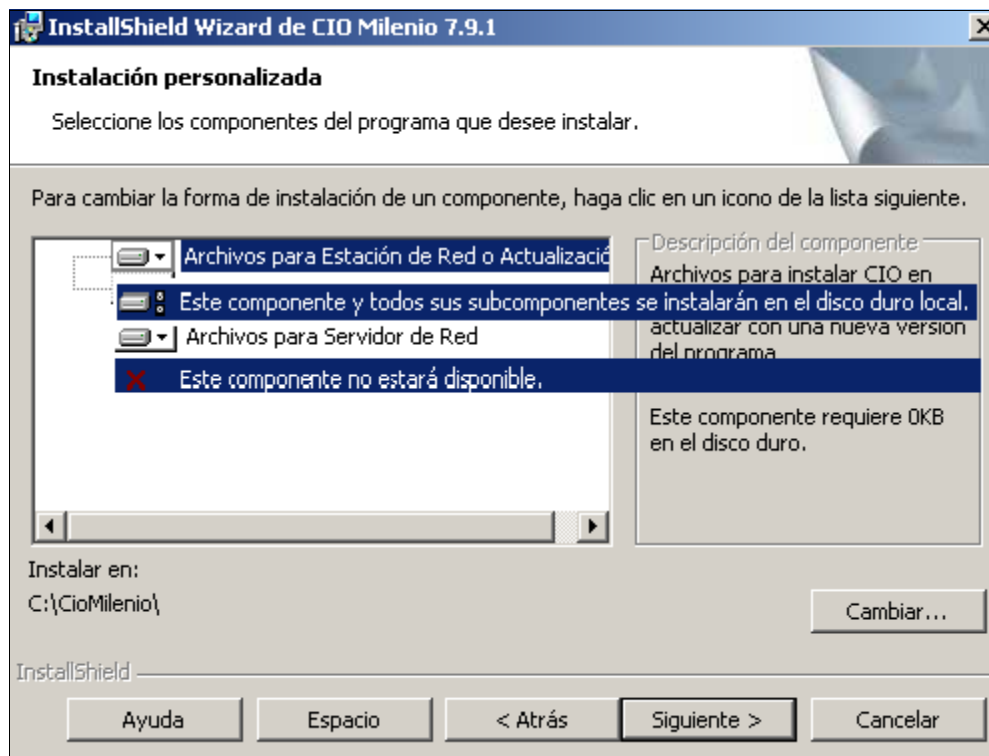 InstallShield Wizard de CIO Milenio 7.9.1
Instalación personalizada
Seleccione los componentes del programa que desee instalar.
Para cambiar la forma de instalación de un componente, haga clic en un icono de la lista siguiente.
Archivos para Estación de Red o Actualizació
Este componente y todos sus subcomponentes se instalarán en el disco duro local.
Archivos para Servidor de Red
Este componente no estará disponible.
Descripción del componente
Archivos para instalar CIO en
actualizar con una nueva versión
del programa
Este componente requiere 0KB
en el disco duro.
Instalar en:
C:\CioMilenio\
Cambiar...
InstallShield
Ayuda
Espacio
< Atrás
Siguiente >
Cancelar